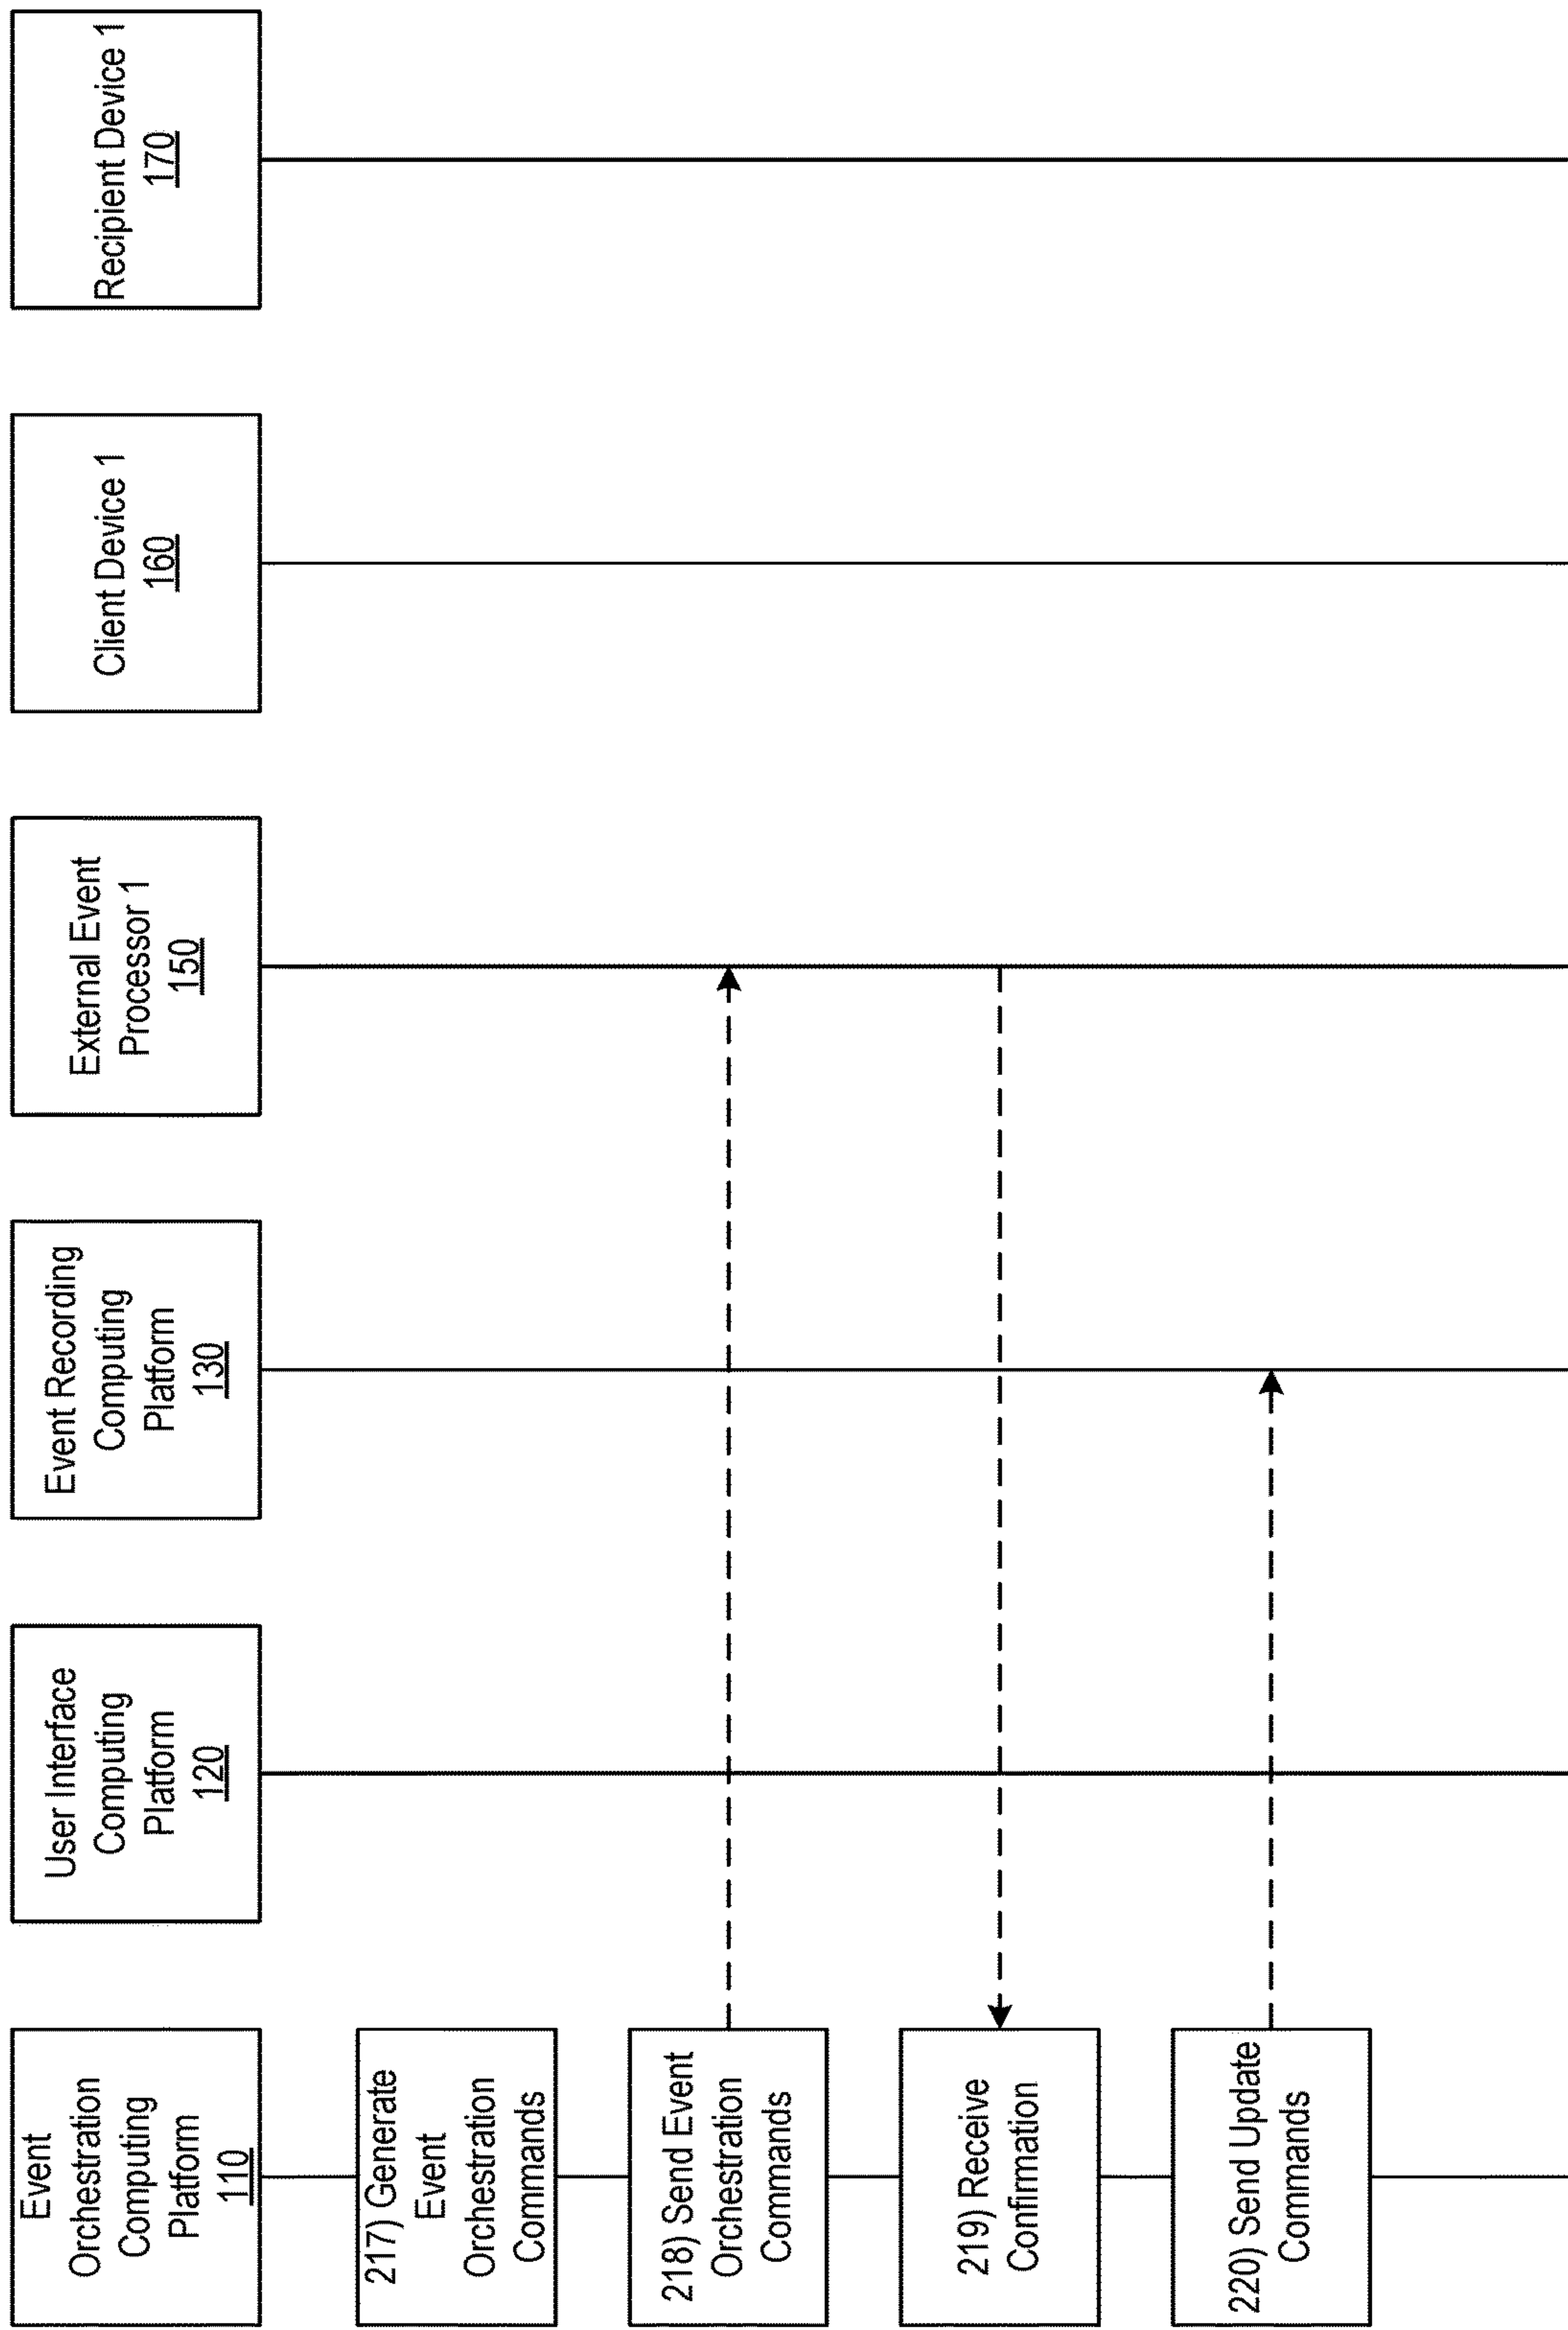 Event
Orchestration
Computing
Platform
110
User Interface
Computing
Platform
120
Event Recording
Computing
Platform
130
External Event
Processor 1
150
Client Device 1
160
Recipient Device 1
170
217) Generate
Event
Orchestration
Commands
218) Send Event
Orchestration
Commands
219) Receive
Confirmation
220) Send Update
Commands